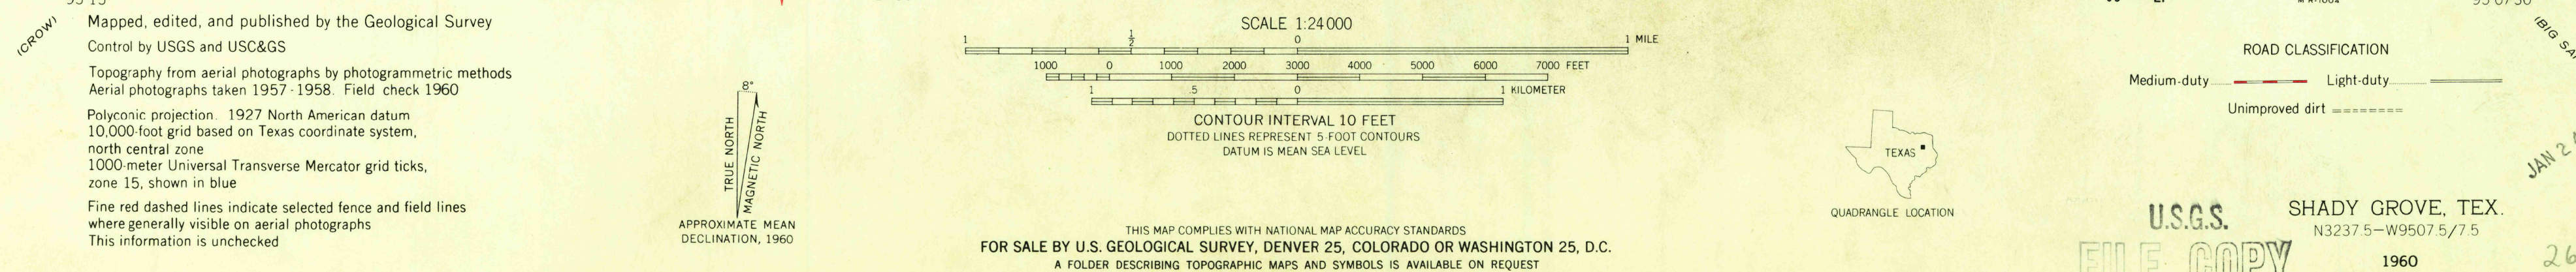 (CROW)
Mapped, edited, and published by the Geological Survey
Control by USGS and USC&GS
Topography from aerial photographs by photogrammetric methods
Aerial photographs taken 1957-1958. Field check 1960
Polyconic projection. 1927 North American datum
10,000-foot grid based on Texas coordinate system,
north central zone
1000-meter Universal Transverse Mercator grid ticks,
zone 15, shown in blue
Fine red dashed lines indicate selected fence and field lines
where generally visible on aerial photographs
This information is unchecked
8°
TRUE NORTH
MAGNETIC NORTH
APPROXIMATE MEAN
DECLINATION, 1960
SCALE 1:24 000
1 1/2 0 1 MILE
1000 0 1000 2000 3000 4000 5000 6000 7000 FEET
1 .5 0 1 KILOMETER
CONTOUR INTERVAL 10 FEET
DOTTED LINES REPRESENT 5-FOOT CONTOURS
DATUM IS MEAN SEA LEVEL
THIS MAP COMPLIES WITH NATIONAL MAP ACCURACY STANDARDS
FOR SALE BY U.S. GEOLOGICAL SURVEY, DENVER 25, COLORADO OR WASHINGTON 25, D.C.
A FOLDER DESCRIBING TOPOGRAPHIC MAPS AND SYMBOLS IS AVAILABLE ON REQUEST
TEXAS
QUADRANGLE LOCATION
ROAD CLASSIFICATION
Medium-duty Light-duty
Unimproved dirt
(BIG
JAN 2
U.S.G.S.
FILE COPY
SHADY GROVE, TEX.
N3237.5-W9507.5/7.5
1960